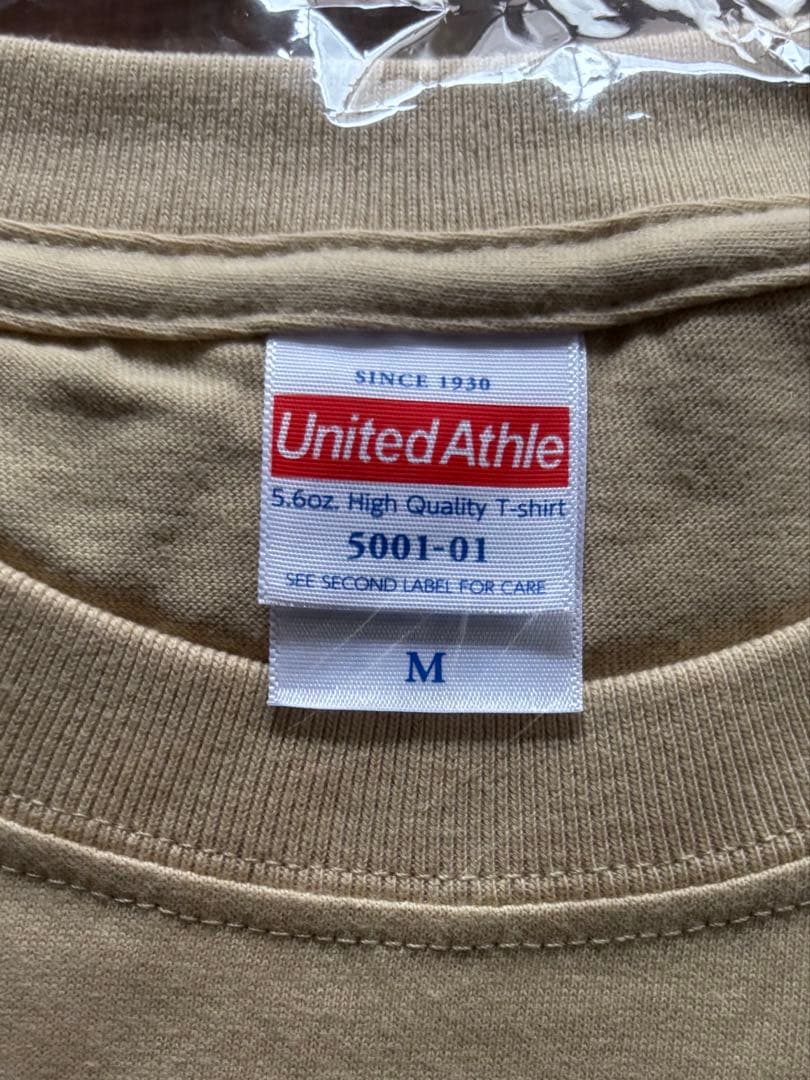 SINCE 1930
United Athle
5.6oz. High Quality T-shirt
5001-01
SEE SECOND LABEL FOR CARE
M